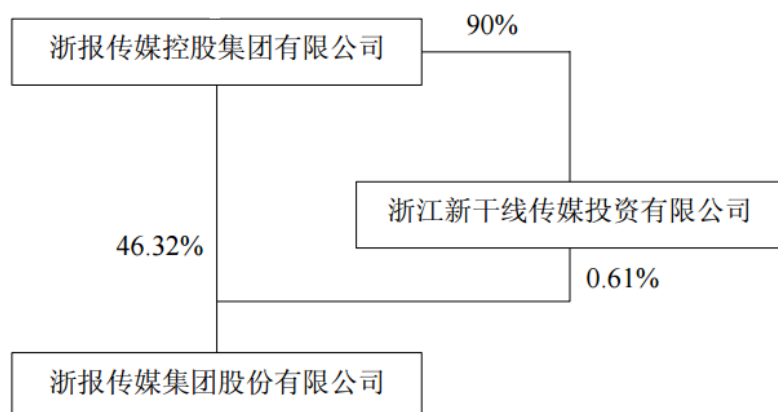 90%
浙报传媒控股集团有限公司
浙江新干线传媒投资有限公司
46.32%
0.61%
浙报传媒集团股份有限公司